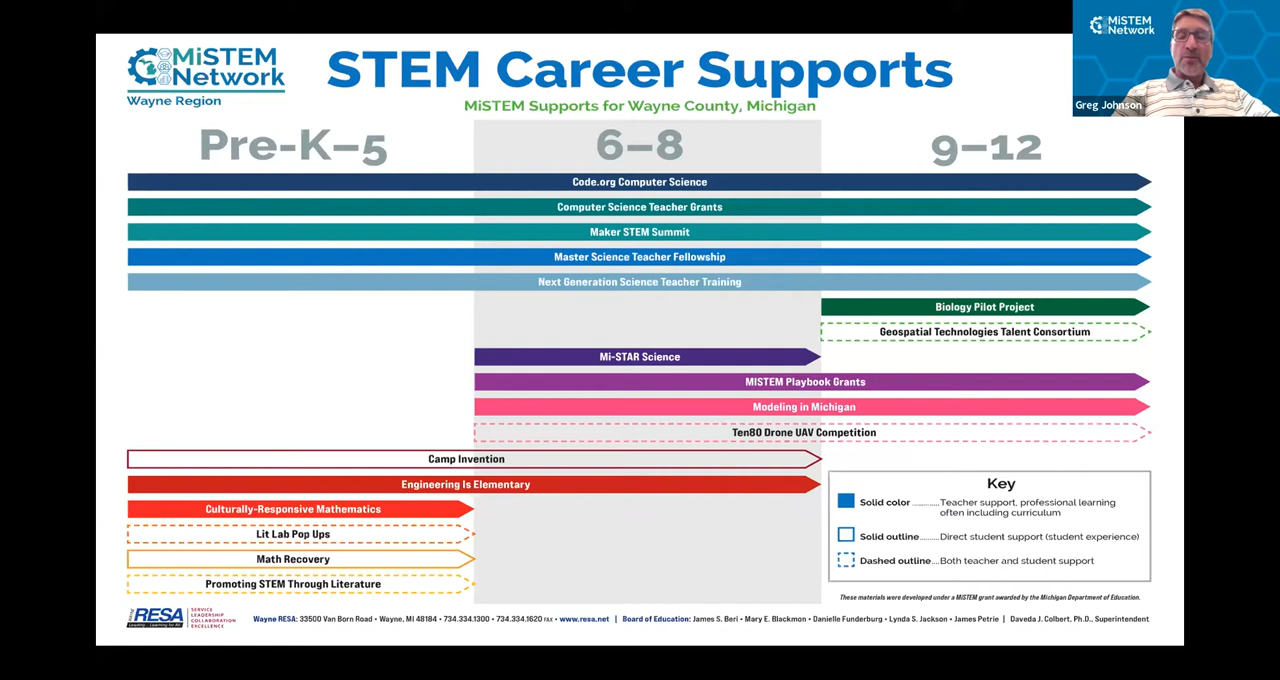 MiSTEM
Network
Wayne Region
STEM Career Supports
MiSTEM Supports for Wayne County, Michigan
MiSTEM
Network
Greg Johnson
Pre-K–5
6–8
9–12
Code.org Computer Science
Computer Science Teacher Grants
Maker STEM Summit
Master Science Teacher Fellowship
Next Generation Science Teacher Training
Biology Pilot Project
Geospatial Technologies Talent Consortium
Mi-STAR Science
MISTEM Playbook Grants
Modeling in Michigan
Ten80 Drone UAV Competition
Camp Invention
Engineering Is Elementary
Culturally-Responsive Mathematics
Lit Lab Pop Ups
Math Recovery
Promoting STEM Through Literature
Key
Solid color ..........Teacher support, professional learning
often including curriculum
Solid outline..........Direct student support (student experience)
Dashed outline....Both teacher and student support
These materials were developed under a MiSTEM grant awarded by the Michigan Department of Education.
RESA
SERVICE
LEADERSHIP
COLLABORATION
EXCELLENCE
Wayne RESA: 33500 Van Born Road • Wayne, MI 48184 • 734.334.1300 • 734.334.1620 FAX • www.resa.net | Board of Education: James S. Beri • Mary E. Blackmon • Danielle Funderburg • Lynda S. Jackson • James Petrie | Daveda J. Colbert, Ph.D., Superintendent